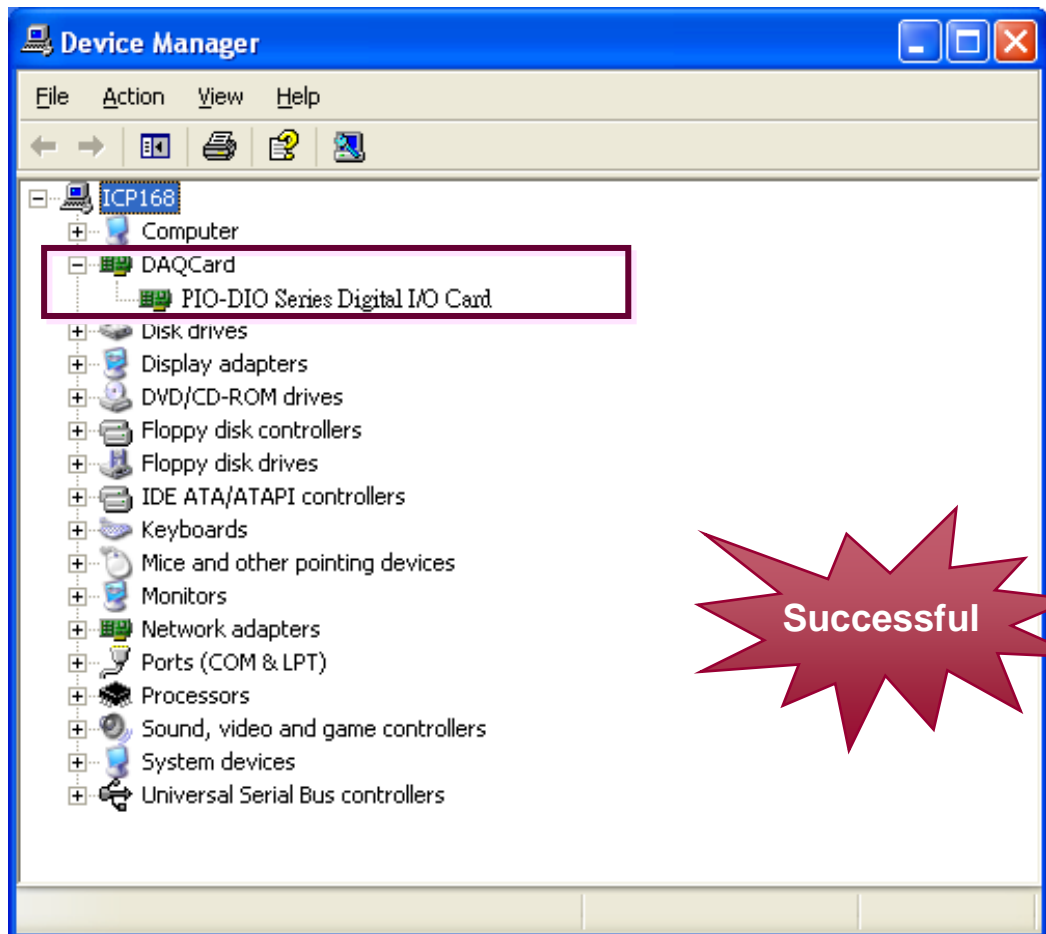 Device Manager
File Action View Help
ICP168
Computer
DAQCard
PIO-DIO Series Digital I/O Card
Disk drives
Display adapters
DVD/CD-ROM drives
Floppy disk controllers
Floppy disk drives
IDE ATA/ATAPI controllers
Keyboards
Mice and other pointing devices
Monitors
Network adapters
Ports (COM & LPT)
Processors
Sound, video and game controllers
System devices
Universal Serial Bus controllers
Successful